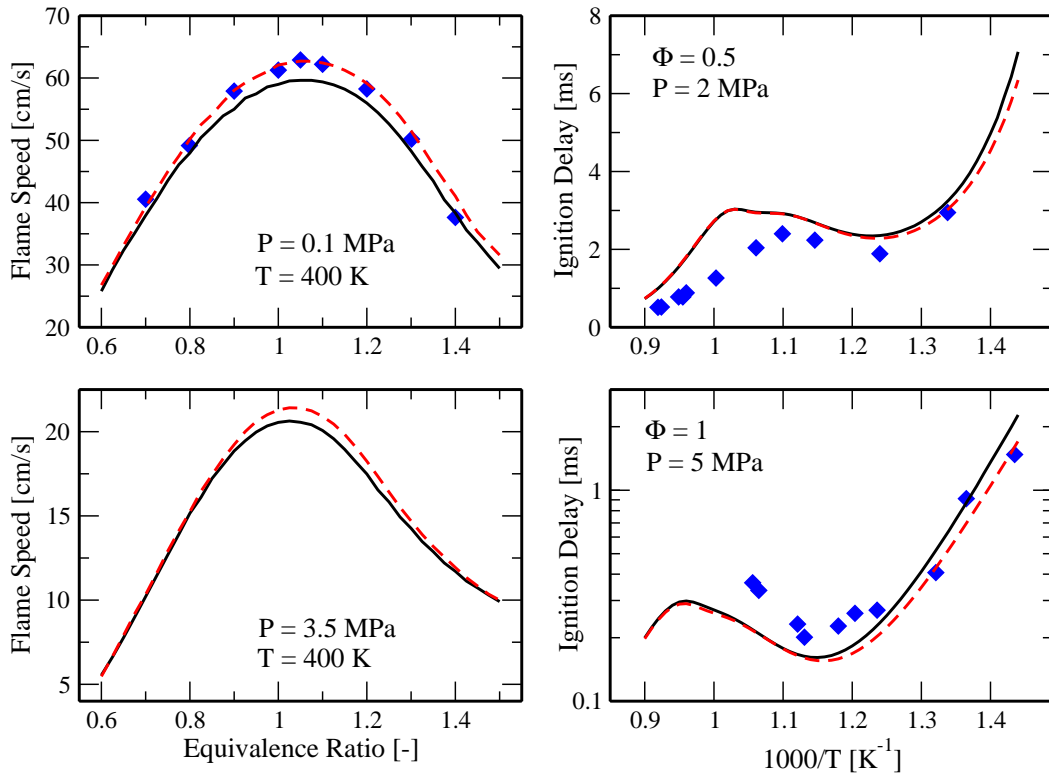 70
60
50
40
30
20
Flame Speed [cm/s]
P = 0.1 MPa
T = 400 K
0.6 0.8 1 1.2 1.4
8
6
4
2
0
Ignition Delay [ms]
Φ = 0.5
P = 2 MPa
0.9 1 1.1 1.2 1.3 1.4
20
15
10
5
Flame Speed [cm/s]
P = 3.5 MPa
T = 400 K
0.6 0.8 1 1.2 1.4
Equivalence Ratio [-]
1
0.1
Ignition Delay [ms]
Φ = 1
P = 5 MPa
0.9 1 1.1 1.2 1.3 1.4
1000/T [K⁻¹]